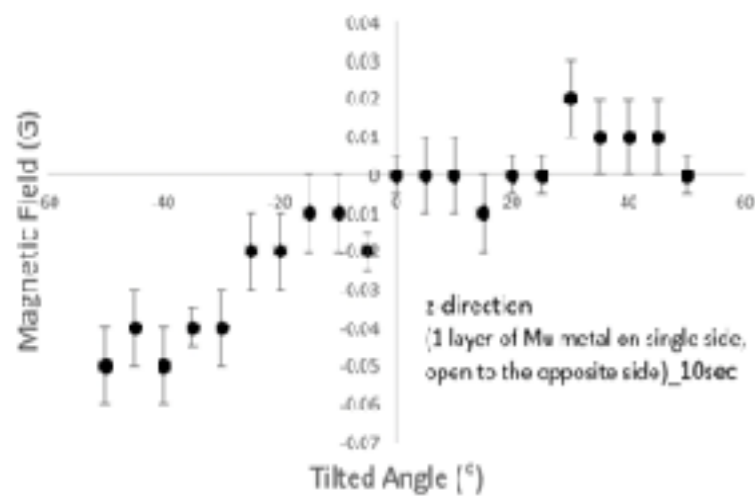 0.04
0.03
0.02
0.01
0
-60 -40 -20 0 20 40 60
-0.01
-0.02
-0.03
-0.04
-0.05
-0.06
-0.07
Magnetic Field (G)
z direction
(1 layer of Mu metal on single side,
open to the opposite side)_10sec
Tilted Angle (°)